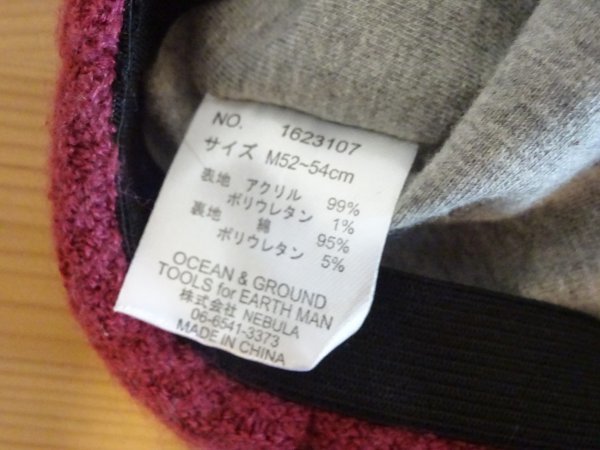 NO. 1623107
サイズ M52~54cm
表地 アクリル 99%
ポリウレタン 1%
裏地 綿 95%
ポリウレタン 5%
OCEAN & GROUND
TOOLS for EARTH MAN
株式会社 NEBULA
06-6541-3373
MADE IN CHINA